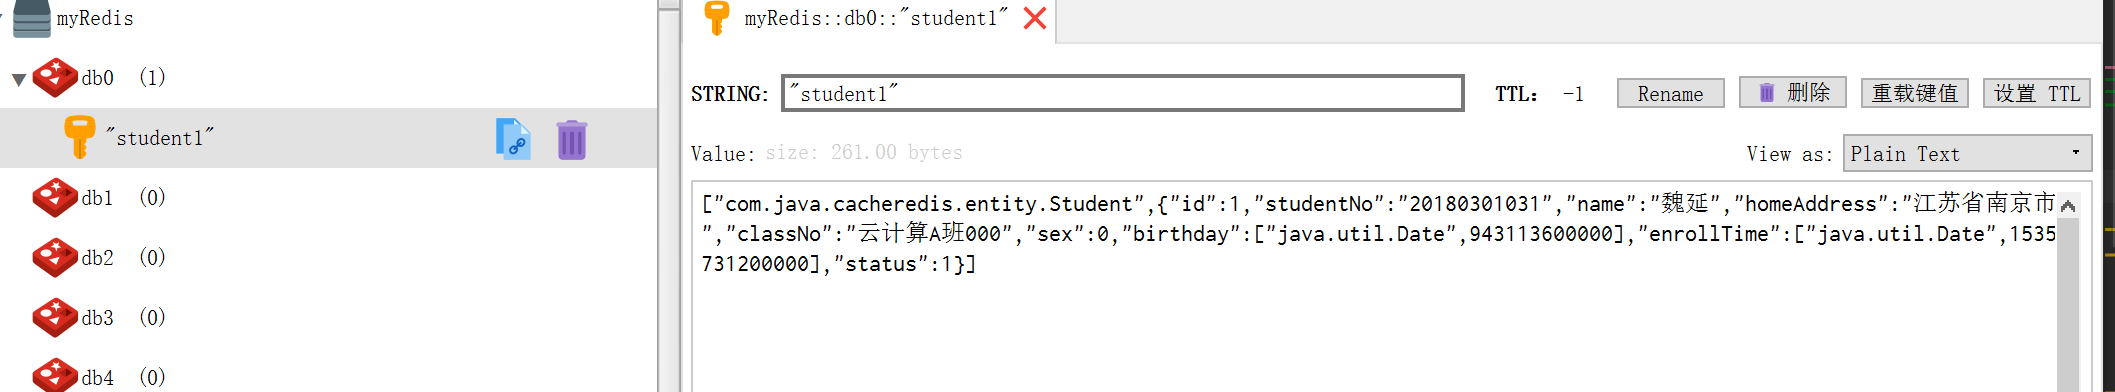 myRedis
db0 (1)
"student1"
db1 (0)
db2 (0)
db3 (0)
db4 (0)
myRedis::db0::"student1"
STRING: "student1" TTL: -1 Rename 删除 重载键值 设置 TTL
Value: size: 261.00 bytes View as: Plain Text
["com.java.cacheredis.entity.Student",{"id":1,"studentNo":"20180301031","name":"魏延","homeAddress":"江苏省南京市
","classNo":"云计算A班000","sex":0,"birthday":["java.util.Date",943113600000],"enrollTime":["java.util.Date",1535
731200000],"status":1}]